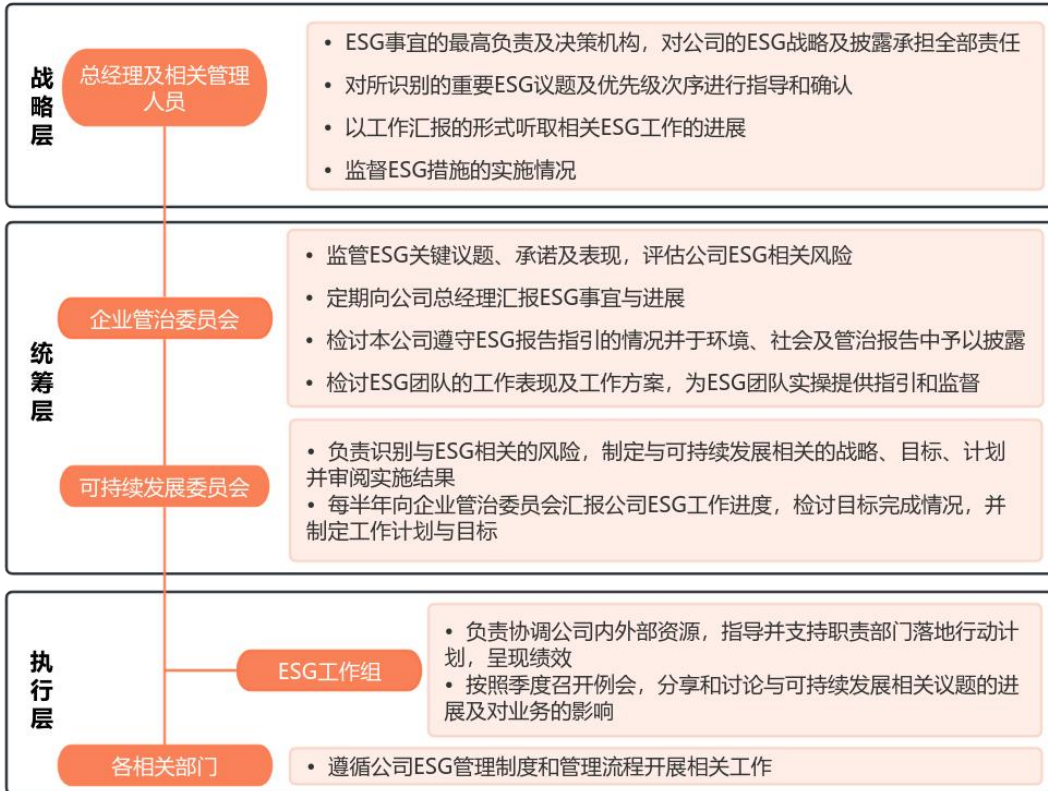 战略层
总经理及相关管理
人员
• ESG事宜的最高负责及决策机构，对公司的ESG战略及披露承担全部责任
• 对所识别的重要ESG议题及优先级次序进行指导和确认
• 以工作汇报的形式听取相关ESG工作的进展
• 监督ESG措施的实施情况
统筹层
企业管治委员会
• 监管ESG关键议题、承诺及表现，评估公司ESG相关风险
• 定期向公司总经理汇报ESG事宜与进展
• 检讨本公司遵守ESG报告指引的情况并于环境、社会及管治报告中予以披露
• 检讨ESG团队的工作表现及工作方案，为ESG团队实操提供指引和监督
可持续发展委员会
• 负责识别与ESG相关的风险，制定与可持续发展相关的战略、目标、计划
并审阅实施结果
• 每半年向企业管治委员会汇报公司ESG工作进度，检讨目标完成情况，并
制定工作计划与目标
执行层
ESG工作组
• 负责协调公司内外部资源，指导并支持职责部门落地行动计
划，呈现绩效
• 按照季度召开例会，分享和讨论与可持续发展相关议题的进
展及对业务的影响
各相关部门
• 遵循公司ESG管理制度和管理流程开展相关工作